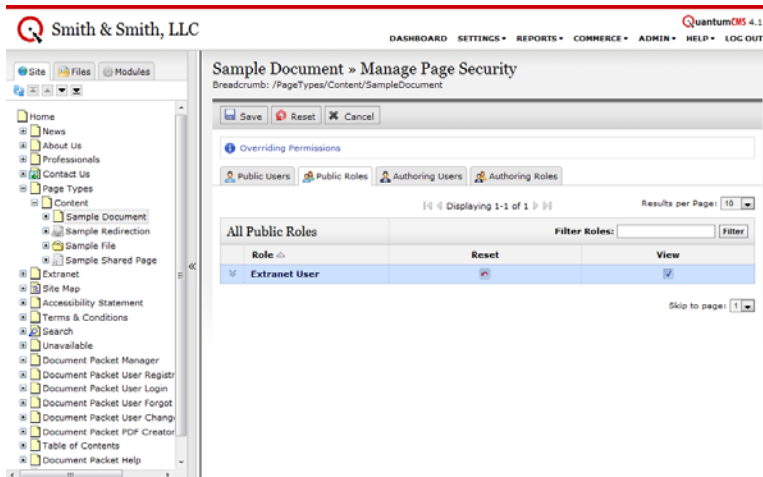 Smith & Smith, LLC
QuantumCMS 4.1
DASHBOARD SETTINGS REPORTS COMMERCE ADMIN HELP LOG OUT
Site Files Modules
Home
News
About Us
Professionals
Contact Us
Page Types
Content
Sample Document
Sample Redirection
Sample File
Sample Shared Page
Extranet
Site Map
Accessibility Statement
Terms & Conditions
Search
Unavailable
Document Packet Manager
Document Packet User Registr
Document Packet User Login
Document Packet User Forgot
Document Packet User Chang
Document Packet PDF Creator
Table of Contents
Document Packet Help
Sample Document » Manage Page Security
Breadcrumb: /PageTypes/Content/SampleDocument
Save Reset Cancel
Overriding Permissions
Public Users Public Roles Authoring Users Authoring Roles
Displaying 1-1 of 1 Results per Page: 10
All Public Roles Filter Roles: Filter
Role Reset View
Extranet User
Skip to page: 1